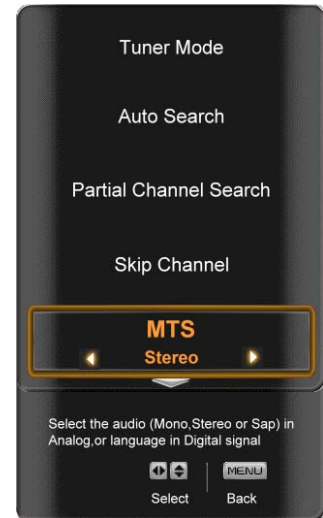 Tuner Mode
Auto Search
Partial Channel Search
Skip Channel
MTS
Stereo
Select the audio (Mono,Stereo or Sap) in
Analog,or language in Digital signal
MENU
Select Back